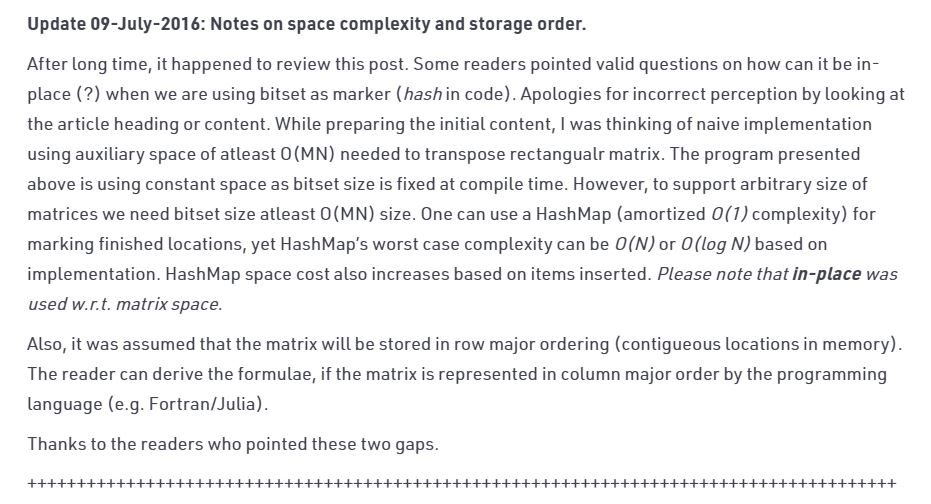 Update 09-July-2016: Notes on space complexity and storage order.
After long time, it happened to review this post. Some readers pointed valid questions on how can it be in-
place (?) when we are using bitset as marker (hash in code). Apologies for incorrect perception by looking at
the article heading or content. While preparing the initial content, I was thinking of naive implementation
using auxiliary space of atleast O(MN) needed to transpose rectangualr matrix. The program presented
above is using constant space as bitset size is fixed at compile time. However, to support arbitrary size of
matrices we need bitset size atleast O(MN) size. One can use a HashMap (amortized O(1) complexity) for
marking finished locations, yet HashMap's worst case complexity can be O(N) or O(log N) based on
implementation. HashMap space cost also increases based on items inserted. Please note that in-place was
used w.r.t. matrix space.
Also, it was assumed that the matrix will be stored in row major ordering (contigueous locations in memory).
The reader can derive the formulae, if the matrix is represented in column major order by the programming
language (e.g. Fortran/Julia).
Thanks to the readers who pointed these two gaps.
++++++++++++++++++++++++++++++++++++++++++++++++++++++++++++++++++++++++++++++++++++++++